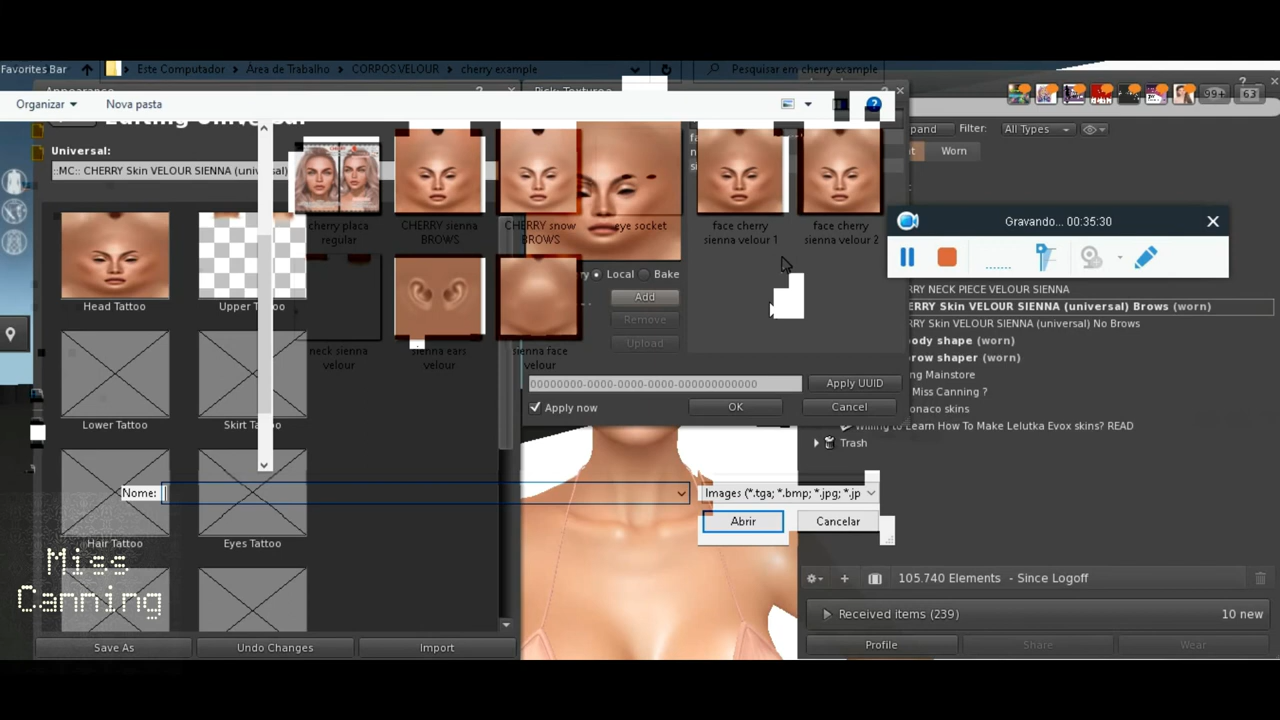 Favorites Bar
Este Computador
Área de Trabalho
CORPOS VELOUR
cherry example
Pesquisar em cherry example
Appearance
Pick: Texture
Organizar
Nova pasta
99+
63
Filter:
All Types
Universal:
Worn
::MC:: CHERRY Skin VELOUR SIENNA (univer
Gravando... 00:35:30
cherry placa regular
CHERRY sienna BROWS
CHERRY snow BROWS
eye socket
face cherry sienna velour 1
face cherry sienna velour 2
Local
Bake
Add
Remove
Upload
Head Tattoo
RRY NECK PIECE VELOUR SIENNA
ERRY Skin VELOUR SIENNA (universal) Brows (worn)
RRY Skin VELOUR SIENNA (universal) No Brows
body shape (worn)
brow shaper (worn)
neck sienna velour
sienna ears velour
sienna face velour
ng Mainstore
Miss Canning ?
onaco skins
Willing to Learn How To Make Lelutka Evox skins? READ
Trash
00000000-0000-0000-0000-000000000000
Apply UUID
Apply now
OK
Cancel
Lower Tattoo
Skirt Tattoo
Nome:
Images (*.tga; *.bmp; *.jpg; *.jp
Abrir
Cancelar
Hair Tattoo
Eyes Tattoo
Miss
Canning
105.740 Elements - Since Logoff
Received items (239)
10 new
Save As
Undo Changes
Import
Profile
Share
Wear